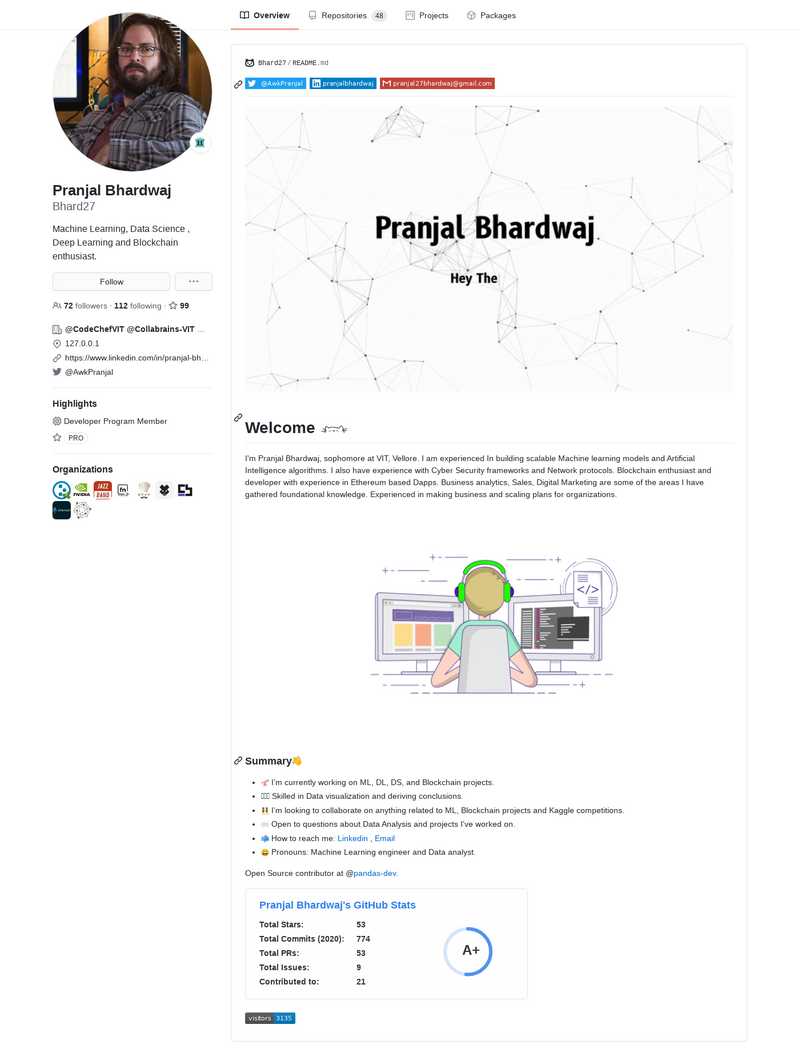 Overview
Repositories 48
Projects
Packages
Pranjal Bhardwaj
Bhard27
Machine Learning, Data Science ,
Deep Learning and Blockchain
enthusiast.
Follow
72 followers · 112 following · 99
@CodeChefVIT @Collabrains-VIT ...
127.0.0.1
https://www.linkedin.com/in/pranjal-bh...
@AwkPranjal
Highlights
Developer Program Member
PRO
Organizations
NVIDIA
JAZZ BAND
Bhard27 / README.md
@AwkPranjal
pranjalbhardwaj
pranjal27bhardwaj@gmail.com
Pranjal Bhardwaj
Hey The
Welcome
I'm Pranjal Bhardwaj, sophomore at VIT, Vellore. I am experienced In building scalable Machine learning models and Artificial
Intelligence algorithms. I also have experience with Cyber Security frameworks and Network protocols. Blockchain enthusiast and
developer with experience in Ethereum based Dapps. Business analytics, Sales, Digital Marketing are some of the areas I have
gathered foundational knowledge. Experienced in making business and scaling plans for organizations.
</>
Summary👋
🚀 I'm currently working on ML, DL, DS, and Blockchain projects.
Skilled in Data visualization and deriving conclusions.
👯 I'm looking to collaborate on anything related to ML, Blockchain projects and Kaggle competitions.
💬 Open to questions about Data Analysis and projects I've worked on.
📫 How to reach me: Linkedin , Email
😄 Pronouns: Machine Learning engineer and Data analyst.
Open Source contributor at @pandas-dev.
Pranjal Bhardwaj's GitHub Stats
Total Stars: 53
Total Commits (2020): 774
Total PRs: 53
Total Issues: 9
Contributed to: 21
A+
visitors 3135